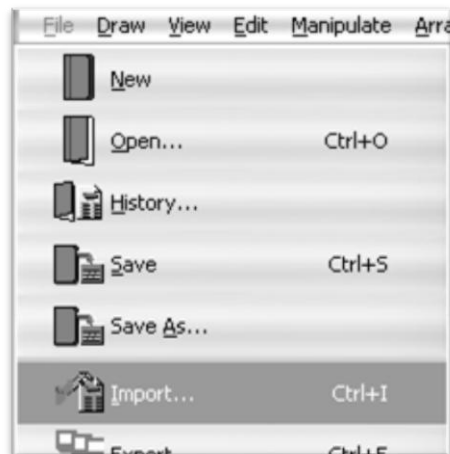 File Draw View Edit Manipulate
New
Open... Ctrl+O
History...
Save Ctrl+S
Save As...
Import... Ctrl+I